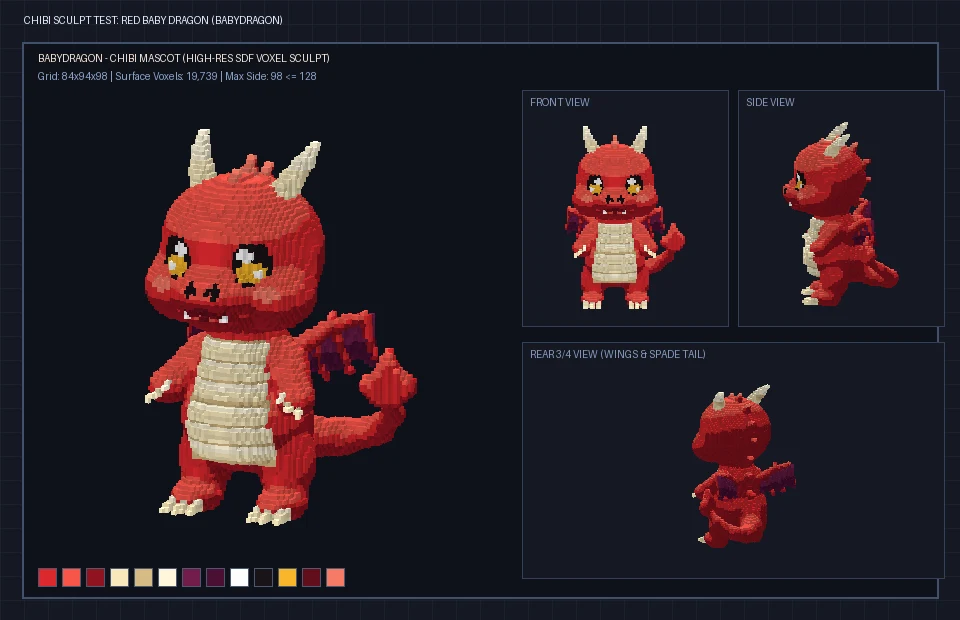 CHIBI SCULPT TEST: RED BABY DRAGON (BABYDRAGON)
BABYDRAGON - CHIBI MASCOT (HIGH-RES SDF VOXEL SCULPT)
Grid: 84x94x98 | Surface Voxels: 19,739 | Max Side: 98 <= 128
FRONT VIEW
SIDE VIEW
REAR 3/4 VIEW (WINGS & SPADE TAIL)